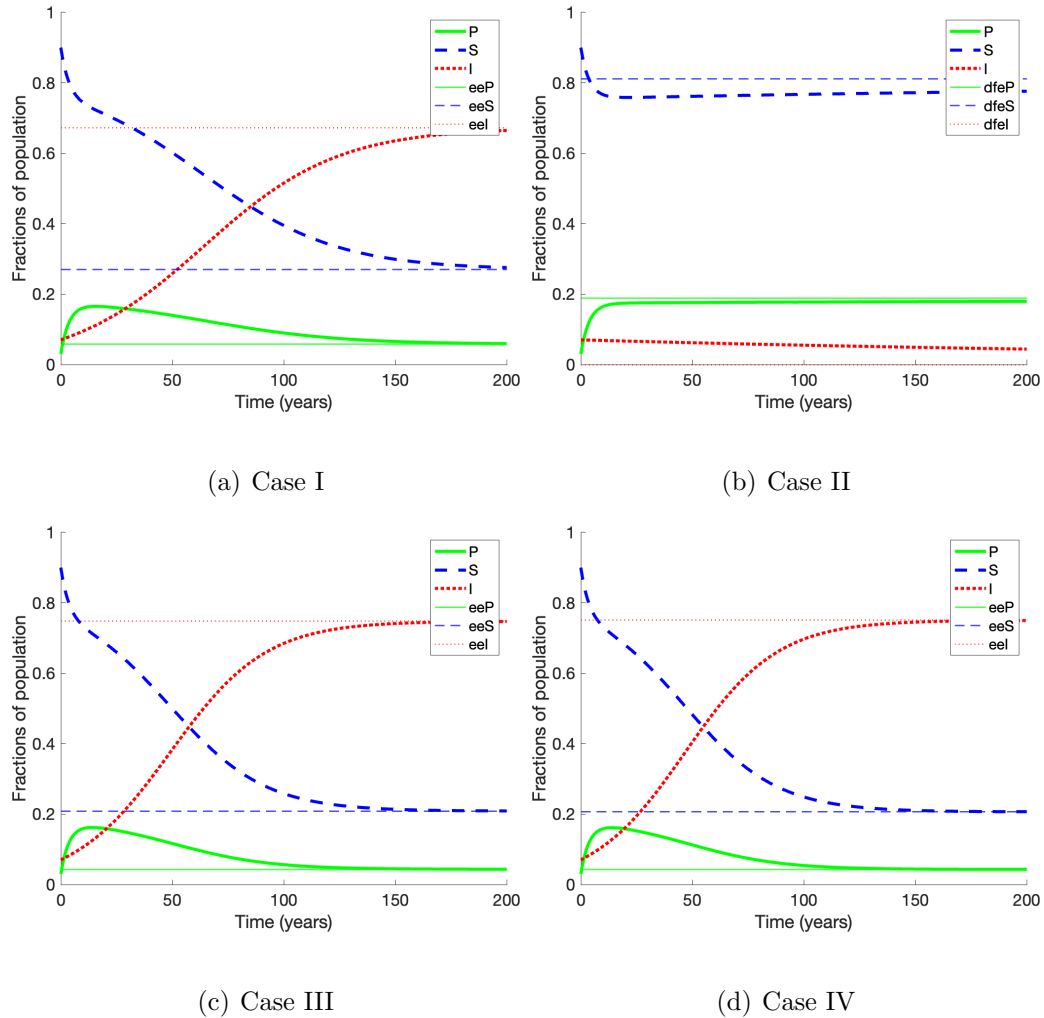 1
0.8
0.6
0.4
0.2
0
Fractions of population
0 50 100 150 200
Time (years)
P
S
I
eeP
eeS
eeI
(a) Case I
1
0.8
0.6
0.4
0.2
0
Fractions of population
0 50 100 150 200
Time (years)
P
S
I
dfeP
dfeS
dfeI
(b) Case II
1
0.8
0.6
0.4
0.2
0
Fractions of population
0 50 100 150 200
Time (years)
P
S
I
eeP
eeS
eeI
(c) Case III
1
0.8
0.6
0.4
0.2
0
Fractions of population
0 50 100 150 200
Time (years)
P
S
I
eeP
eeS
eeI
(d) Case IV